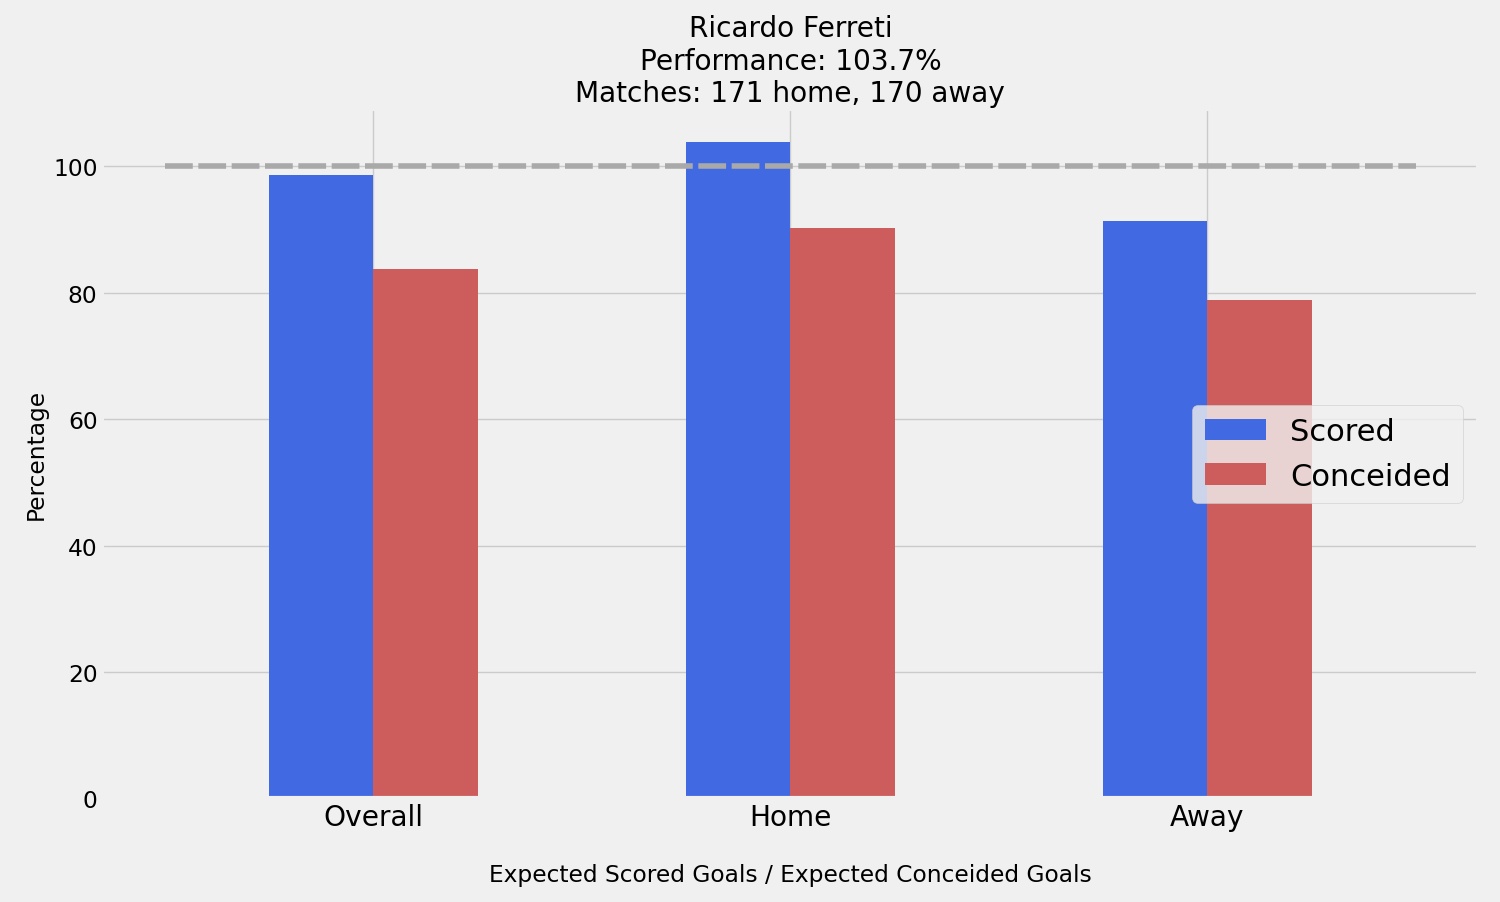 Ricardo Ferreti
Performance: 103.7%
Matches: 171 home, 170 away
100
80
60
40
20
0
Percentage
Scored
Conceided
Overall
Home
Away
Expected Scored Goals / Expected Conceided Goals